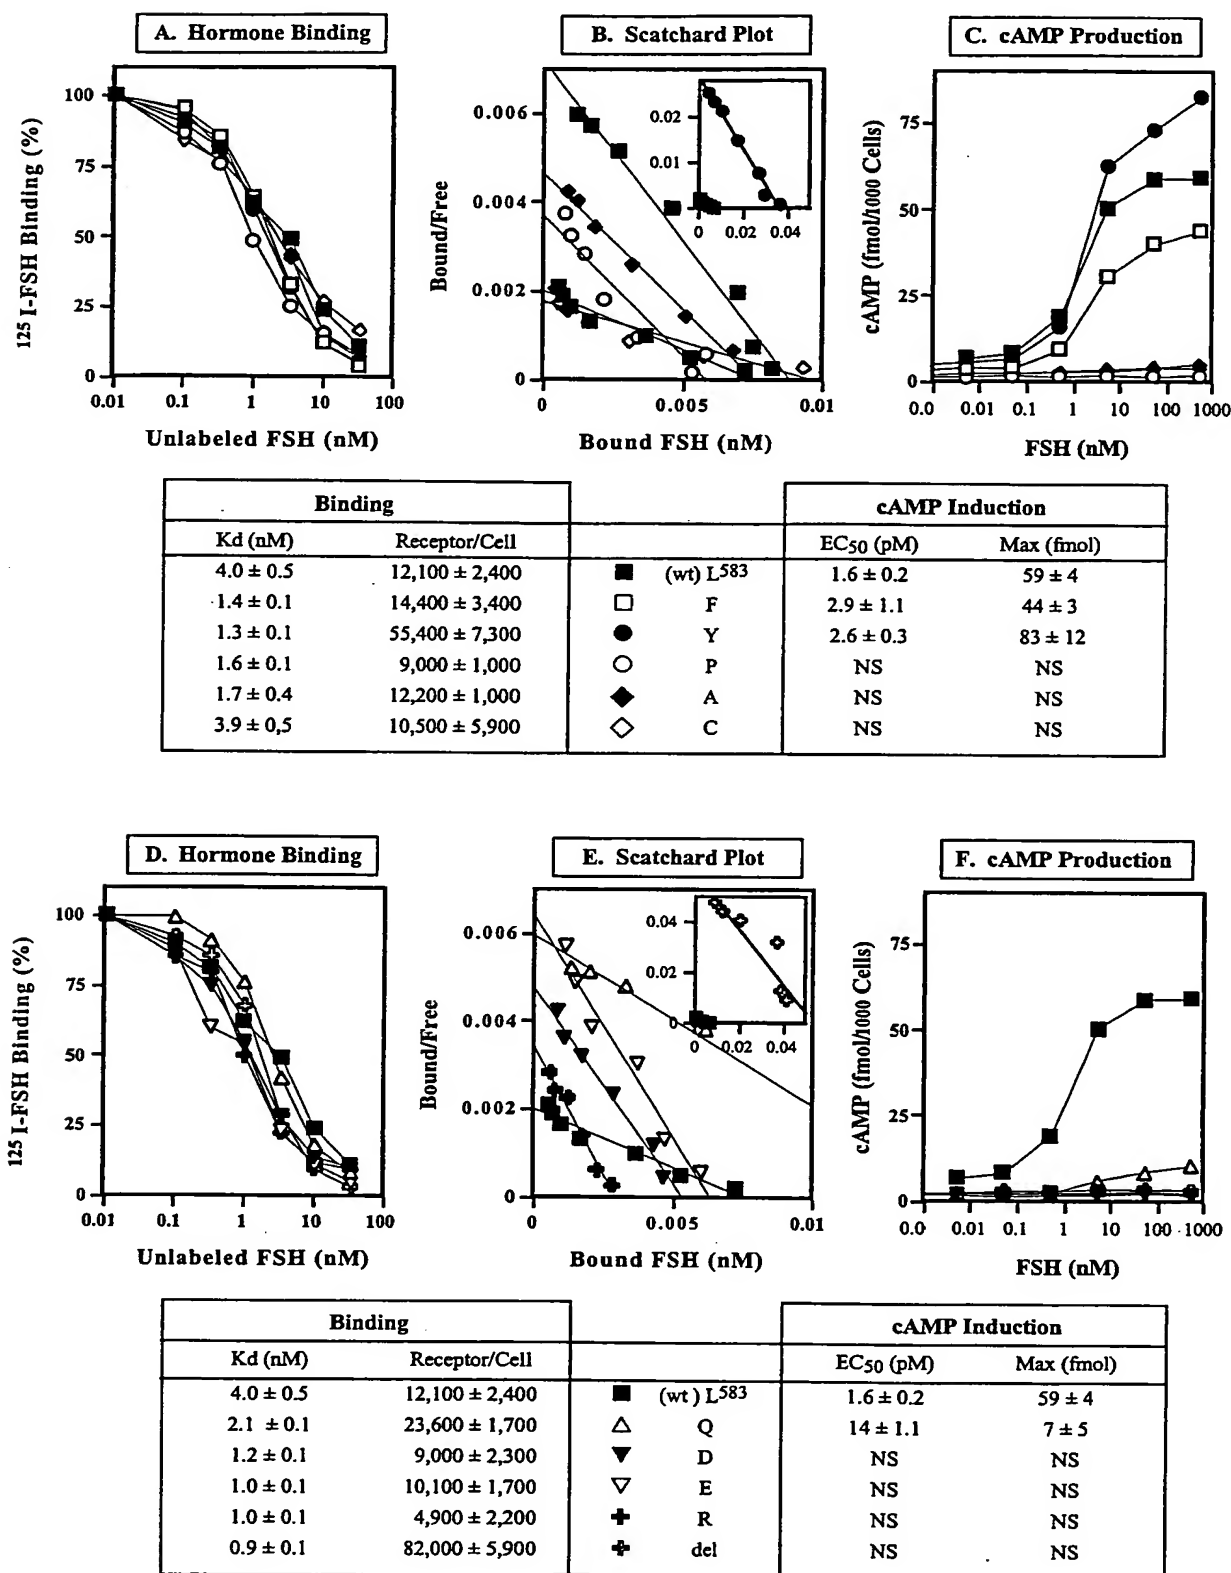 A. Hormone Binding
B. Scatchard Plot
C. cAMP Production
125 I-FSH Binding (%)
100
75
50
25
0
0.01 0.1 1 10 100
Unlabeled FSH (nM)
Bound/Free
0.006
0.004
0.002
0
0 0.005 0.01
Bound FSH (nM)
0.02
0.01
0
0 0.02 0.04
cAMP (fmol/1000 Cells)
75
50
25
0
0.0 0.01 0.1 1 10 100 1000
FSH (nM)
Binding
cAMP Induction
Kd (nM) Receptor/Cell EC50 (pM) Max (fmol)
4.0 ± 0.5 12,100 ± 2,400 (wt) L583 1.6 ± 0.2 59 ± 4
1.4 ± 0.1 14,400 ± 3,400 F 2.9 ± 1.1 44 ± 3
1.3 ± 0.1 55,400 ± 7,300 Y 2.6 ± 0.3 83 ± 12
1.6 ± 0.1 9,000 ± 1,000 P NS NS
1.7 ± 0.4 12,200 ± 1,000 A NS NS
3.9 ± 0,5 10,500 ± 5,900 C NS NS
D. Hormone Binding
E. Scatchard Plot
F. cAMP Production
125 I-FSH Binding (%)
100
75
50
25
0
0.01 0.1 1 10 100
Unlabeled FSH (nM)
Bound/Free
0.006
0.004
0.002
0
0 0.005 0.01
Bound FSH (nM)
0.04
0.02
0
0 0.02 0.04
cAMP (fmol/1000 Cells)
75
50
25
0
0.0 0.01 0.1 1 10 100 1000
FSH (nM)
Binding
cAMP Induction
Kd (nM) Receptor/Cell EC50 (pM) Max (fmol)
4.0 ± 0.5 12,100 ± 2,400 (wt ) L583 1.6 ± 0.2 59 ± 4
2.1 ± 0.1 23,600 ± 1,700 Q 14 ± 1.1 7 ± 5
1.2 ± 0.1 9,000 ± 2,300 D NS NS
1.0 ± 0.1 10,100 ± 1,700 E NS NS
1.0 ± 0.1 4,900 ± 2,200 R NS NS
0.9 ± 0.1 82,000 ± 5,900 del NS NS